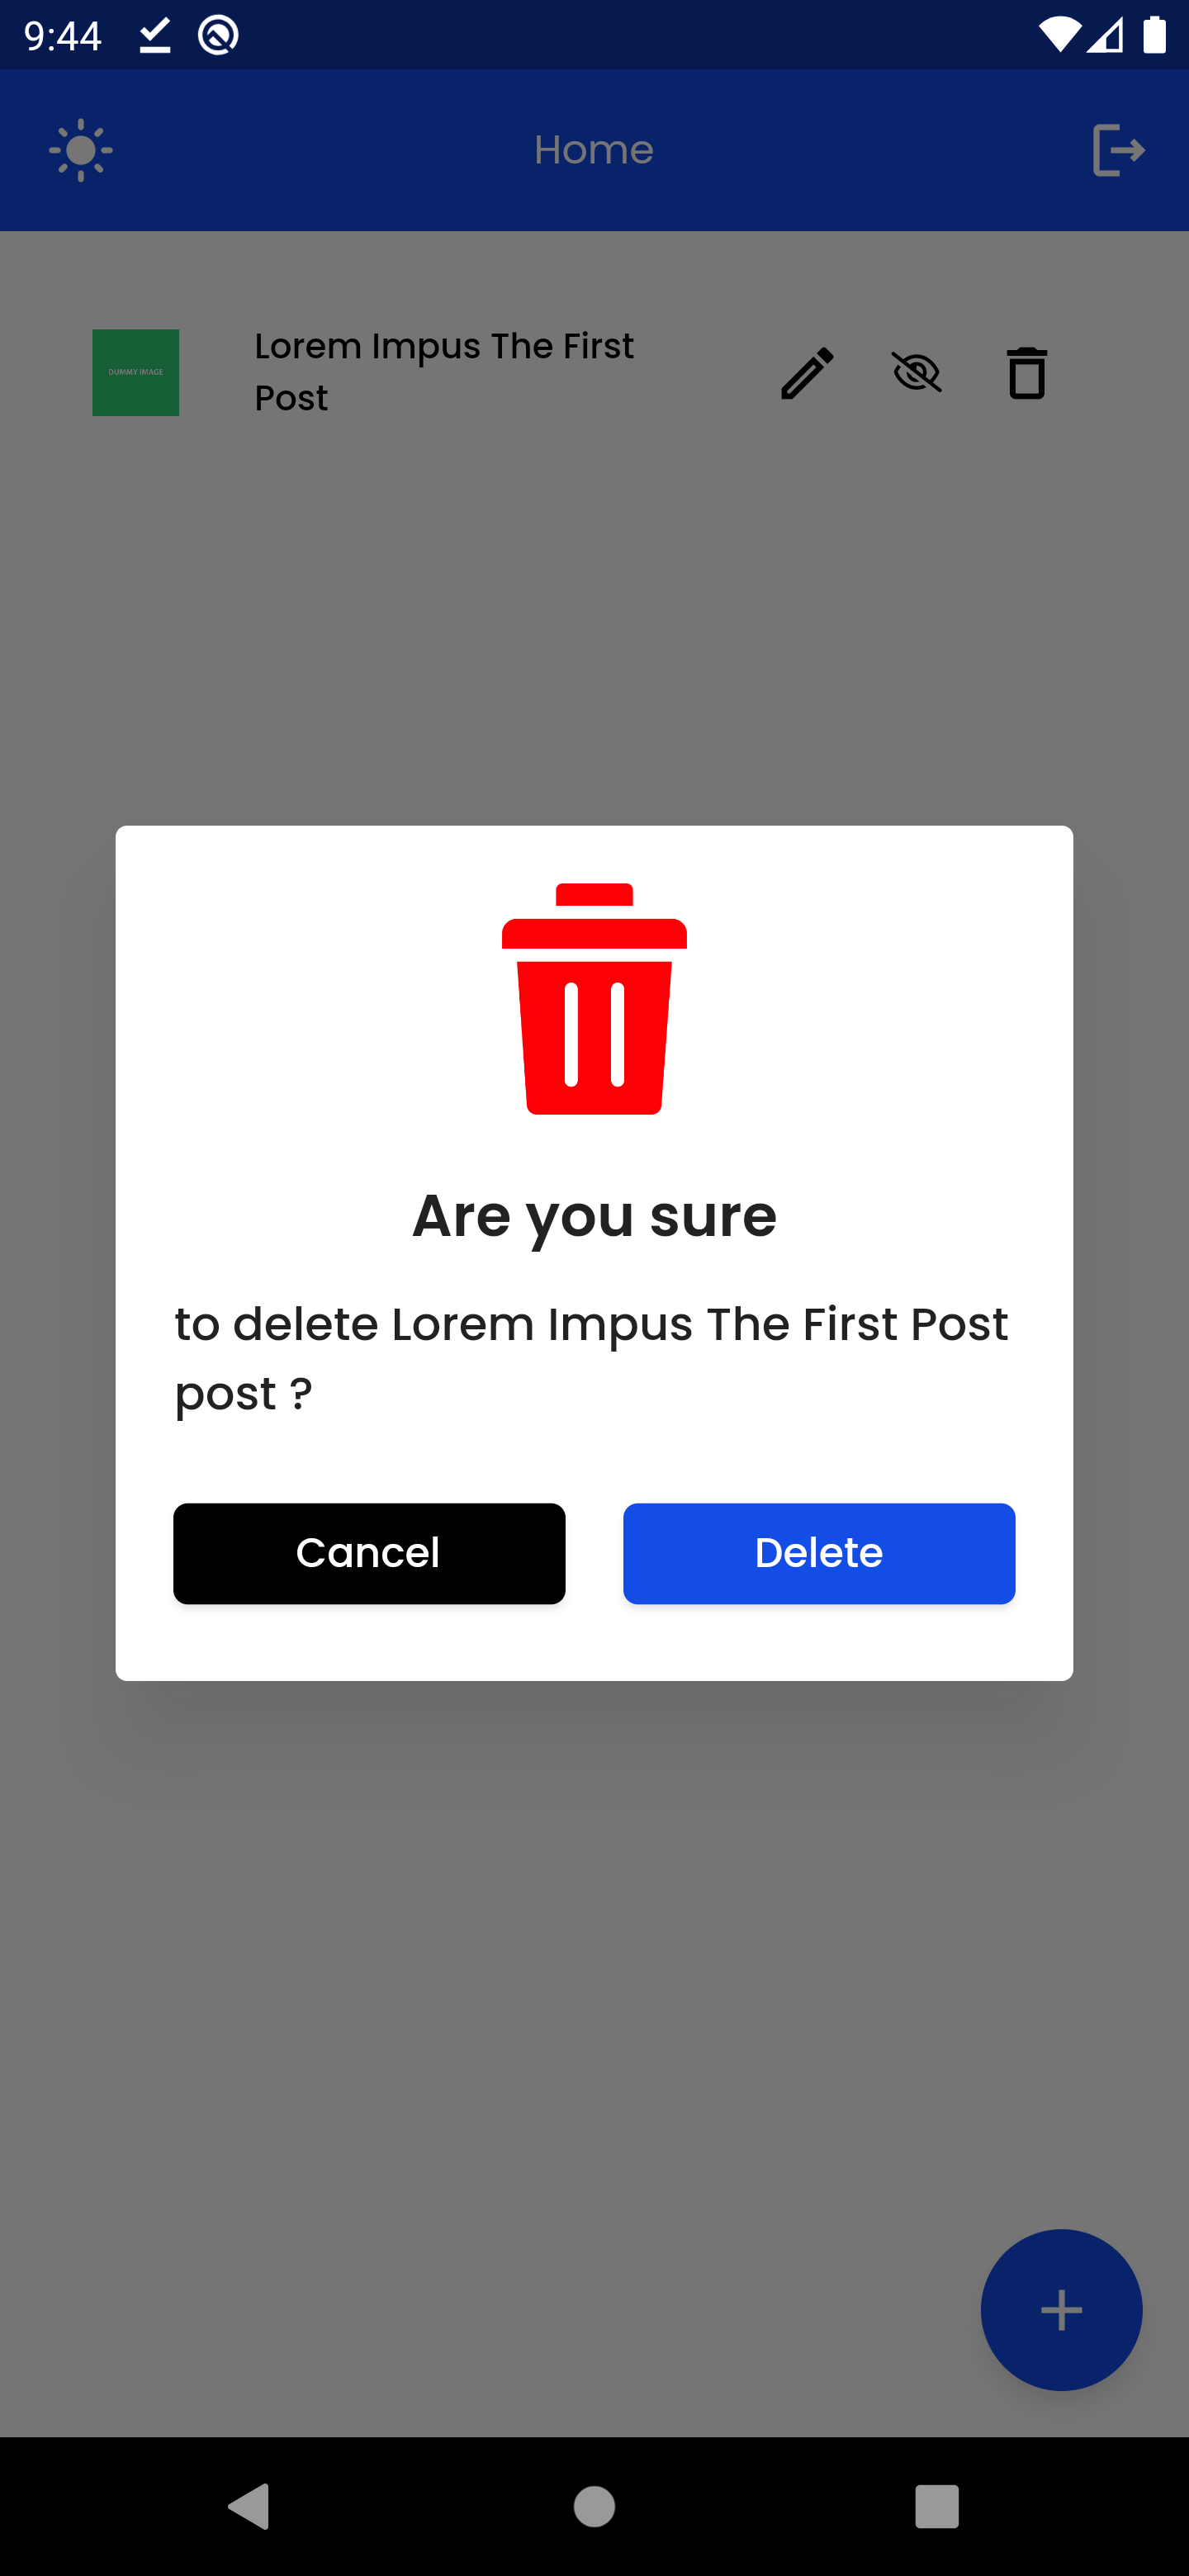 9:44
Home
DUMMY IMAGE
Lorem Impus The First
Post
Are you sure
to delete Lorem Impus The First Post
post ?
Cancel
Delete